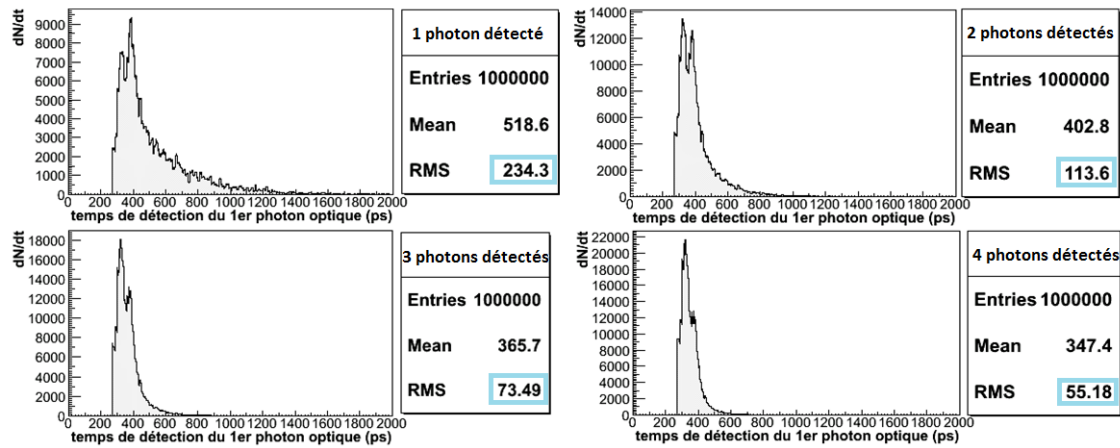 dN/dt
9000
8000
7000
6000
5000
4000
3000
2000
1000
0
0 200 400 600 800 1000 1200 1400 1600 1800 2000
temps de détection du 1er photon optique (ps)
1 photon détecté
Entries 1000000
Mean 518.6
RMS 234.3
dN/dt
14000
12000
10000
8000
6000
4000
2000
0
0 200 400 600 800 1000 1200 1400 1600 1800 2000
temps de détection du 1er photon optique (ps)
2 photons détectés
Entries 1000000
Mean 402.8
RMS 113.6
dN/dt
18000
16000
14000
12000
10000
8000
6000
4000
2000
0
0 200 400 600 800 1000 1200 1400 1600 1800 2000
temps de détection du 1er photon optique (ps)
3 photons détectés
Entries 1000000
Mean 365.7
RMS 73.49
dN/dt
22000
20000
18000
16000
14000
12000
10000
8000
6000
4000
2000
0
0 200 400 600 800 1000 1200 1400 1600 1800 2000
temps de détection du 1er photon optique (ps)
4 photons détectés
Entries 1000000
Mean 347.4
RMS 55.18